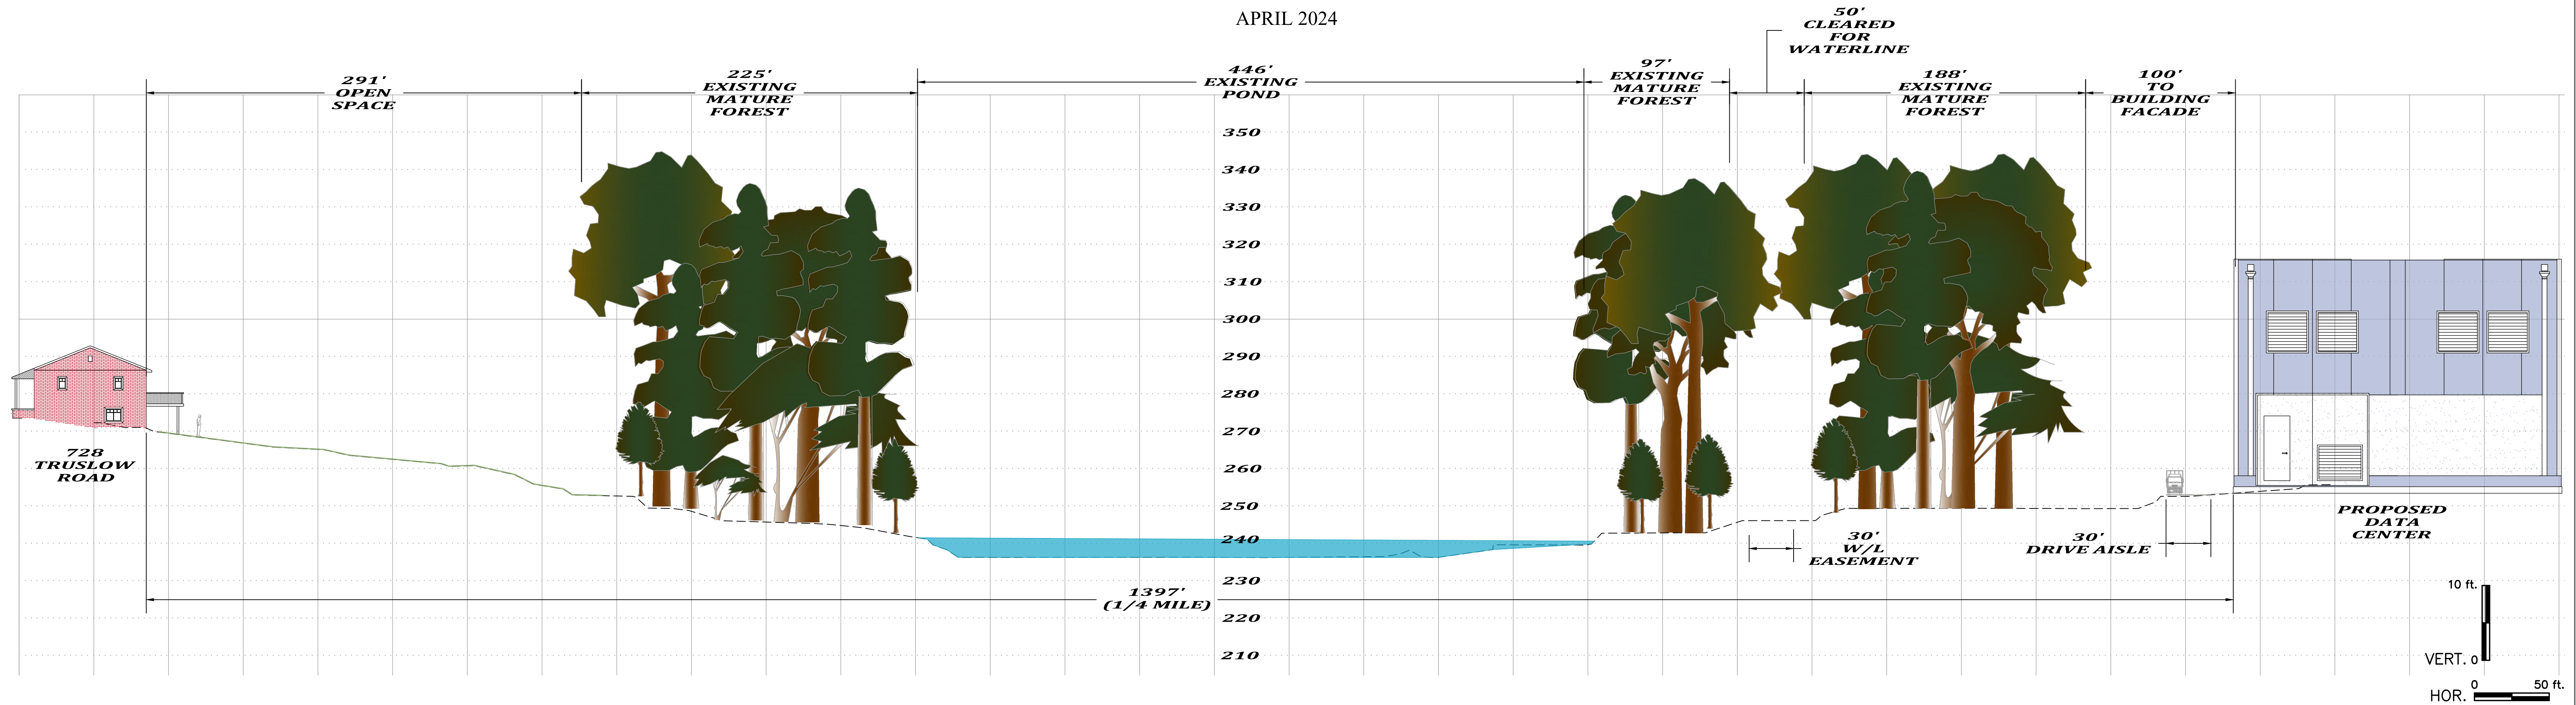 APRIL 2024
291'
OPEN
SPACE
225'
EXISTING
MATURE
FOREST
446'
EXISTING
POND
97'
EXISTING
MATURE
FOREST
50'
CLEARED
FOR
WATERLINE
188'
EXISTING
MATURE
FOREST
100'
TO
BUILDING
FACADE
350
340
330
320
310
300
290
280
270
260
250
240
230
220
210
728
TRUSLOW
ROAD
30'
W/L
EASEMENT
30'
DRIVE AISLE
PROPOSED
DATA
CENTER
1397'
(1/4 MILE)
10 ft.
VERT. 0
0 50 ft.
HOR.